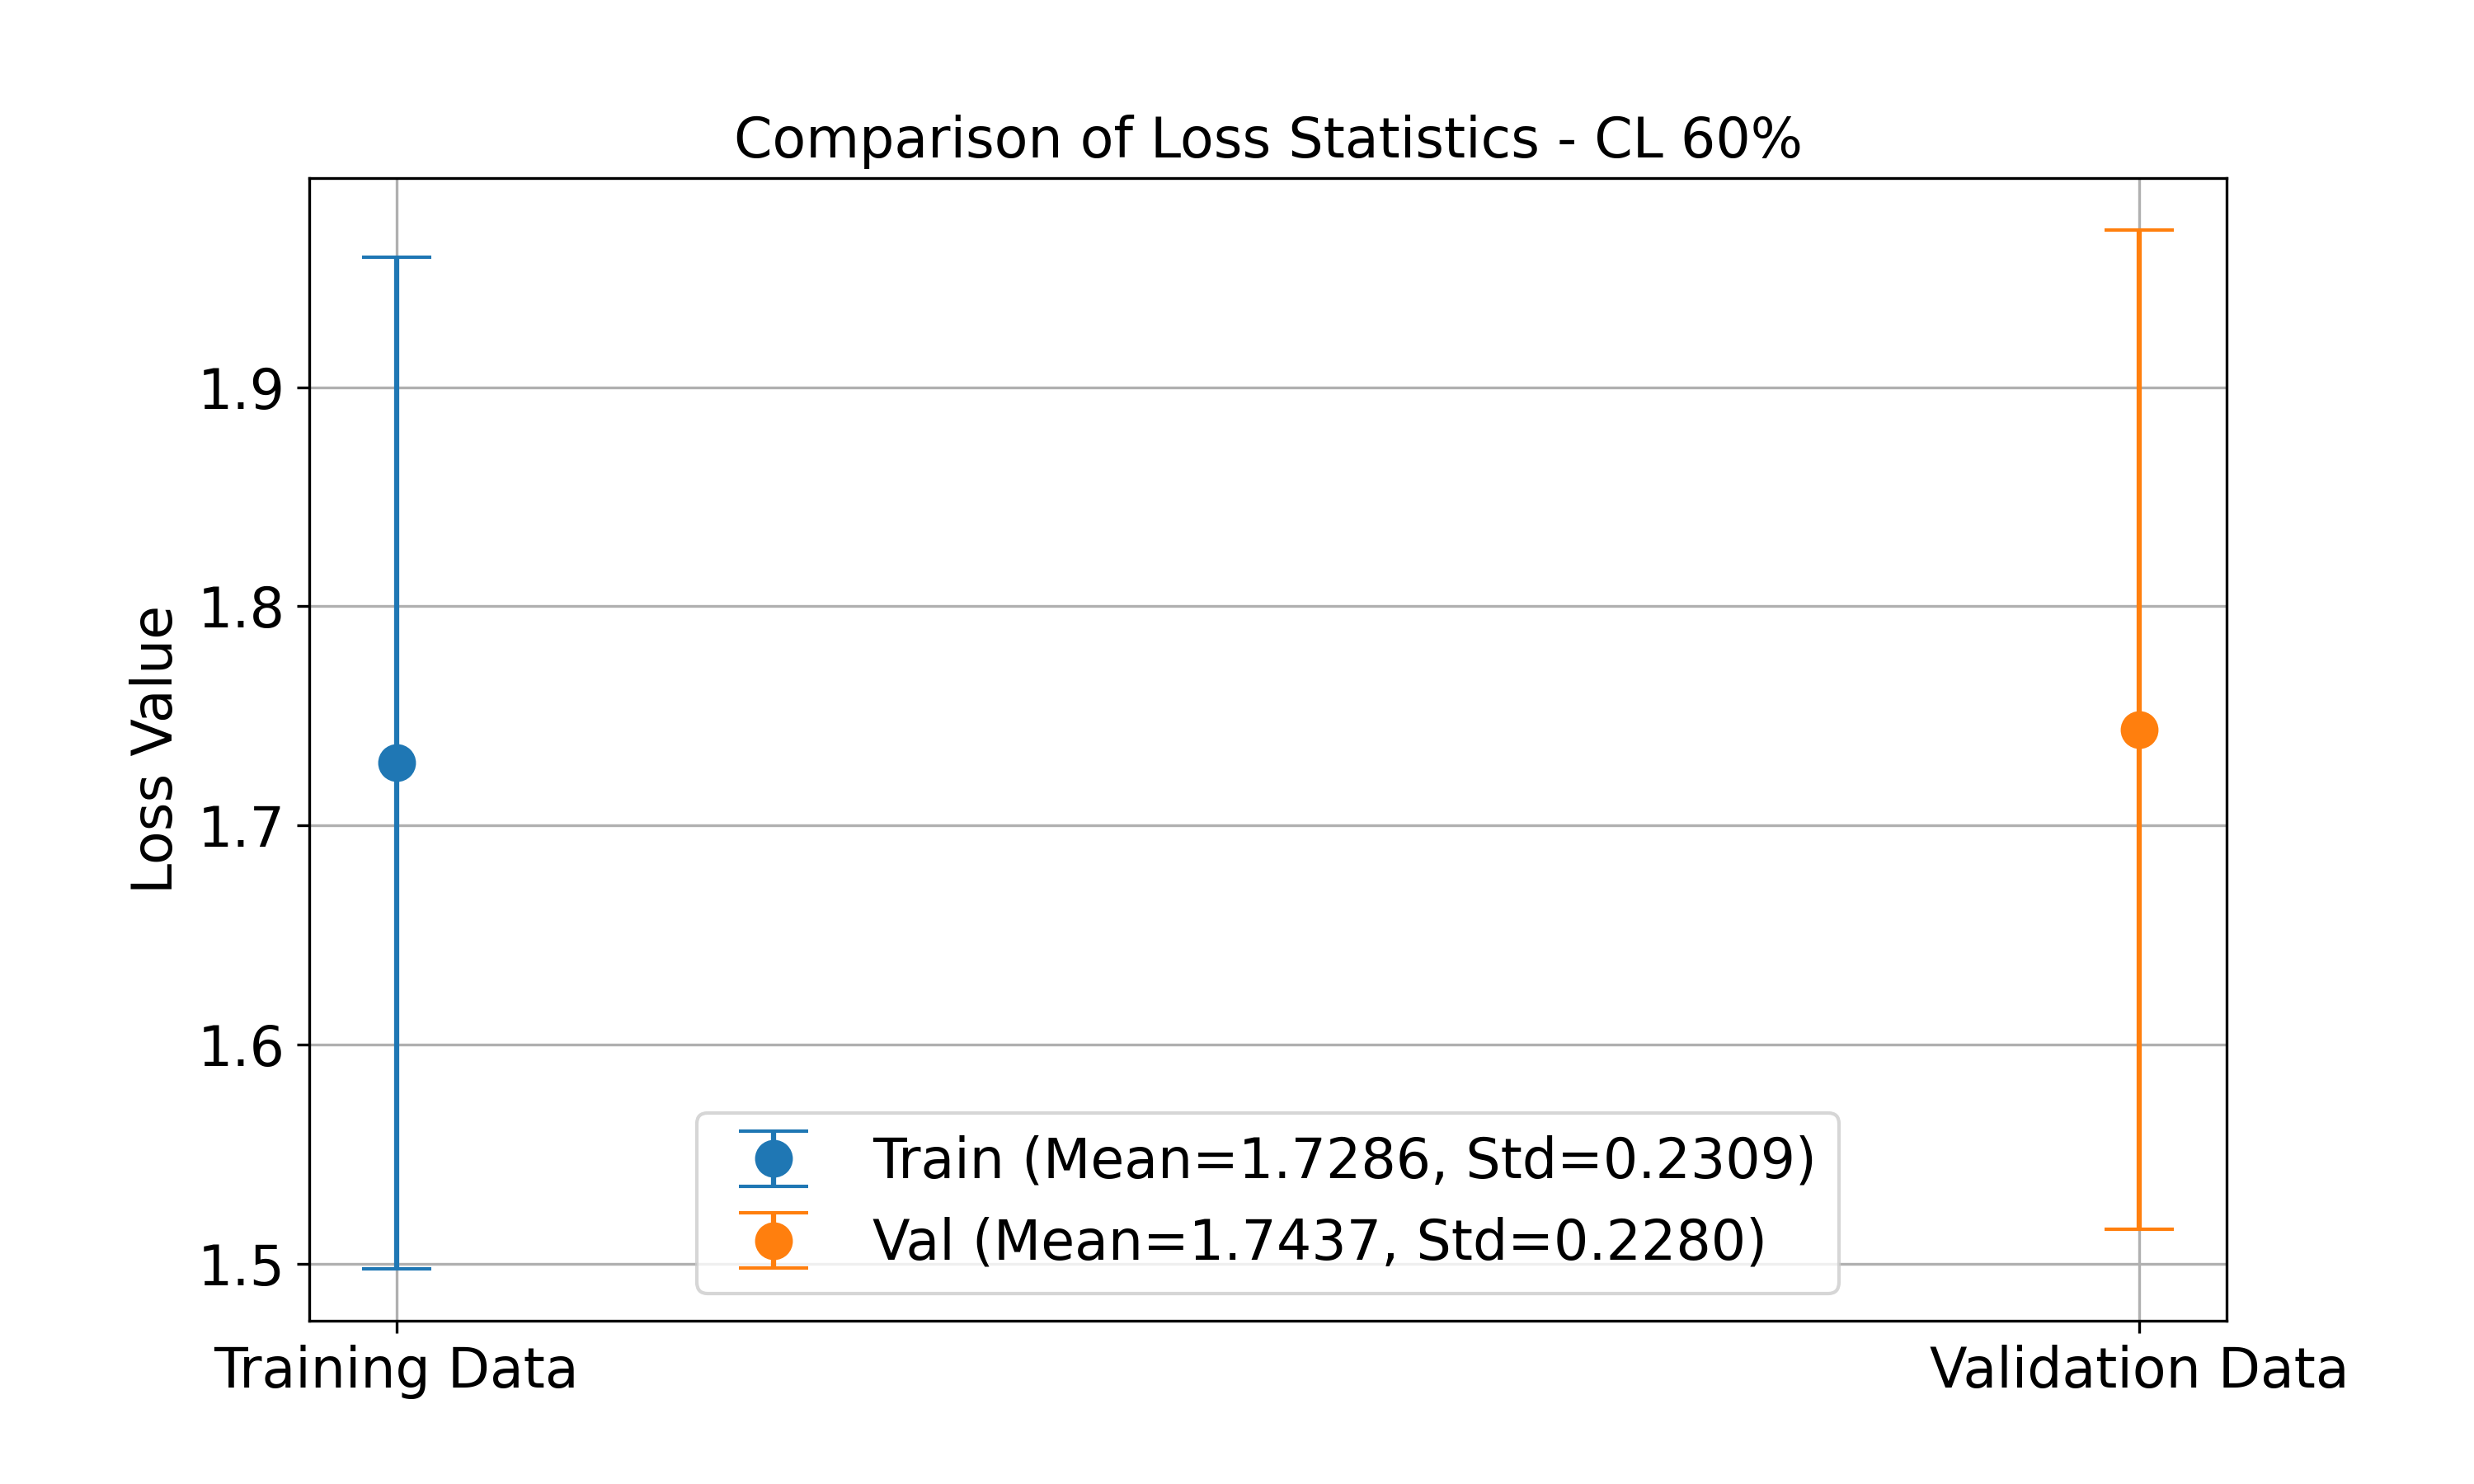 Comparison of Loss Statistics - CL 60%
Loss Value
1.9
1.8
1.7
1.6
1.5
Train (Mean=1.7286, Std=0.2309)
Val (Mean=1.7437, Std=0.2280)
Training Data
Validation Data